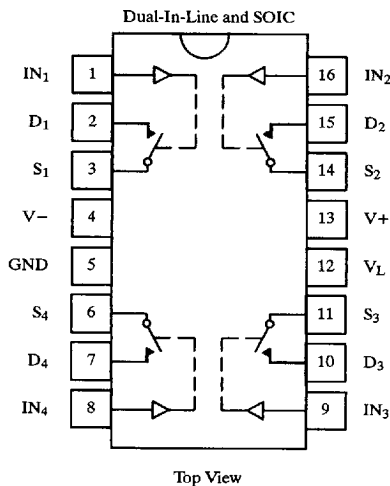 Dual-In-Line and SOIC
IN₁ 1 16 IN₂
D₁ 2 15 D₂
S₁ 3 14 S₂
V− 4 13 V+
GND 5 12 V_L
S₄ 6 11 S₃
D₄ 7 10 D₃
IN₄ 8 9 IN₃
Top View